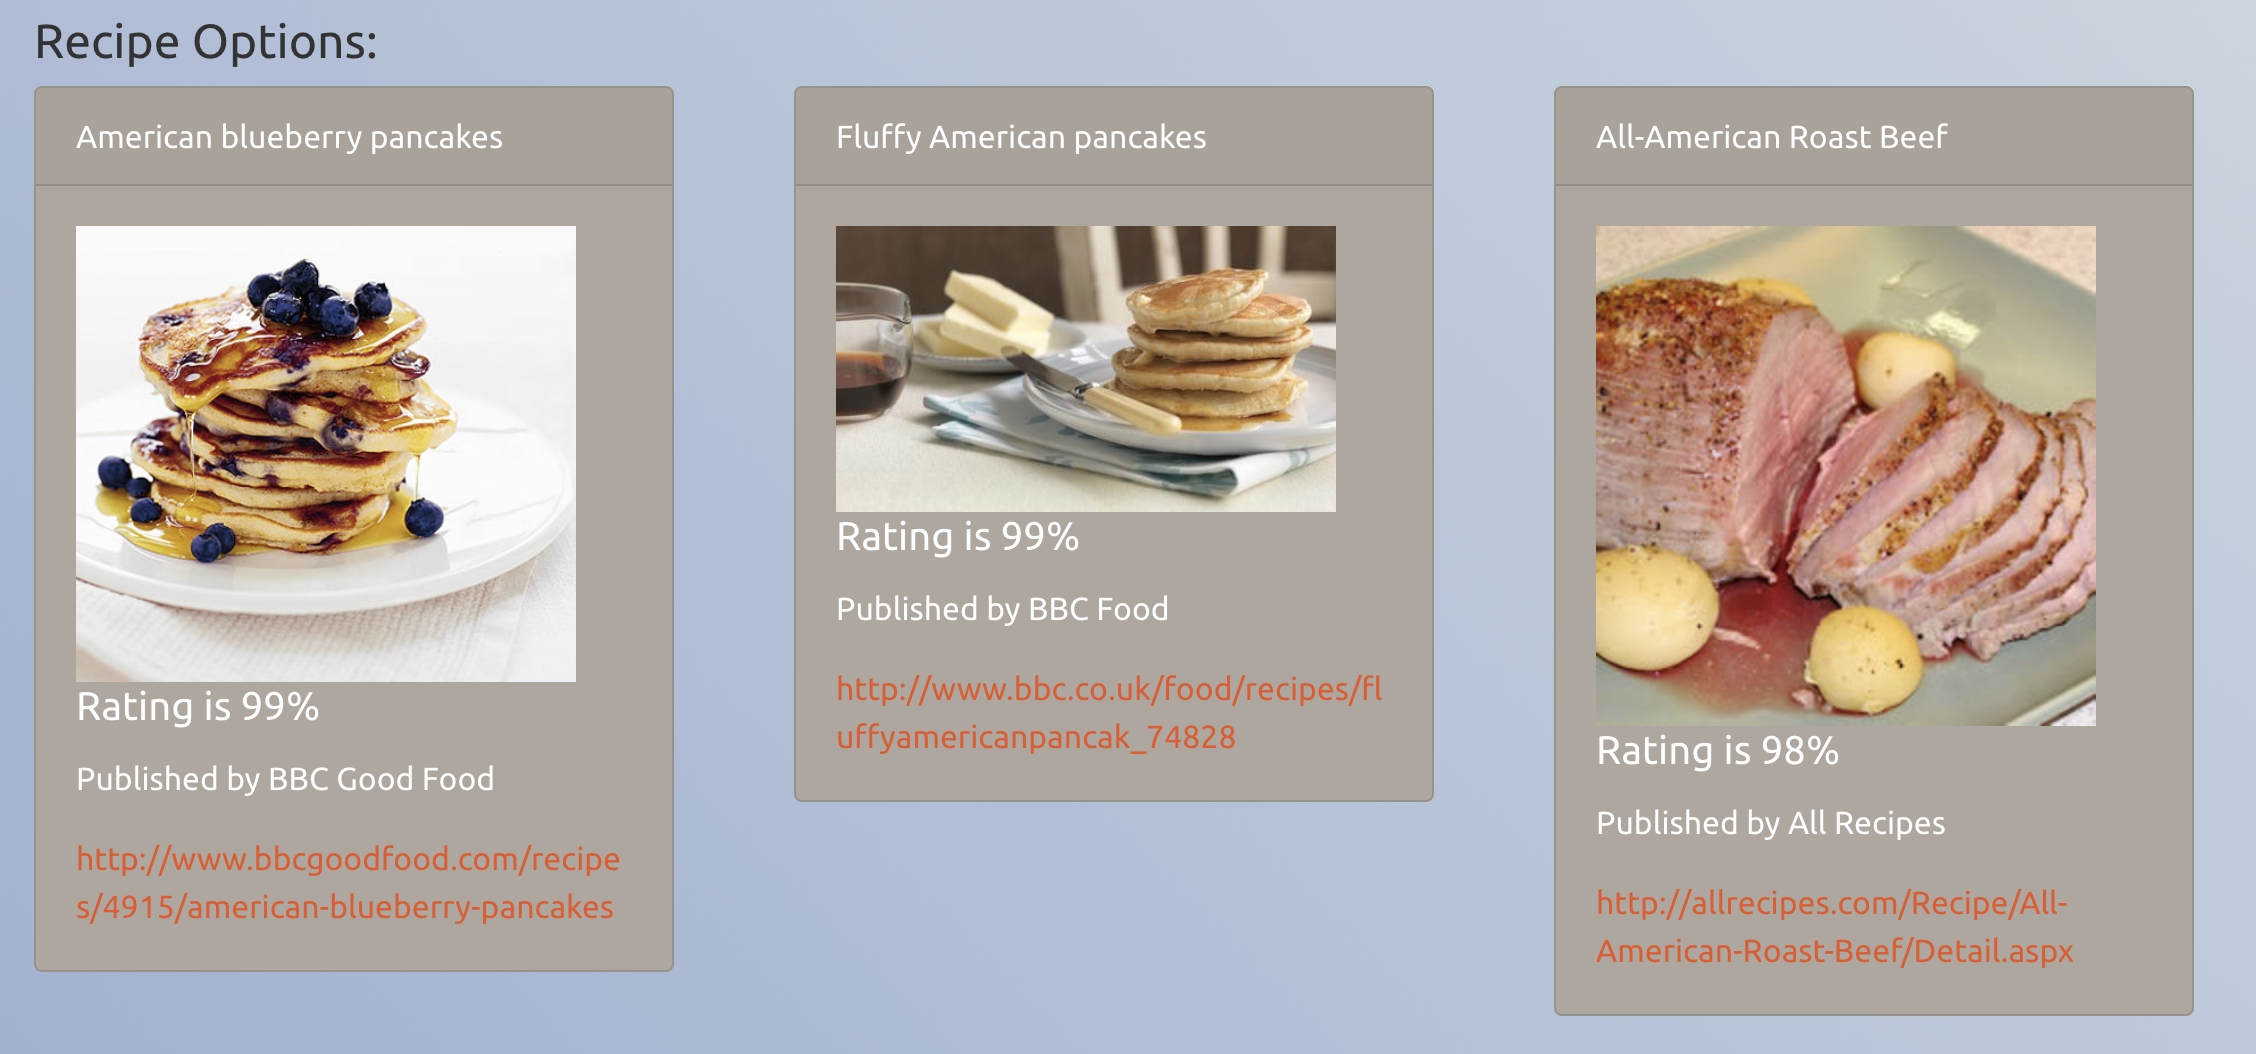 Recipe Options:
American blueberry pancakes
Rating is 99%
Published by BBC Good Food
http://www.bbcgoodfood.com/recipe
s/4915/american-blueberry-pancakes
Fluffy American pancakes
Rating is 99%
Published by BBC Food
http://www.bbc.co.uk/food/recipes/fl
uffyamericanpancak_74828
All-American Roast Beef
Rating is 98%
Published by All Recipes
http://allrecipes.com/Recipe/All-
American-Roast-Beef/Detail.aspx